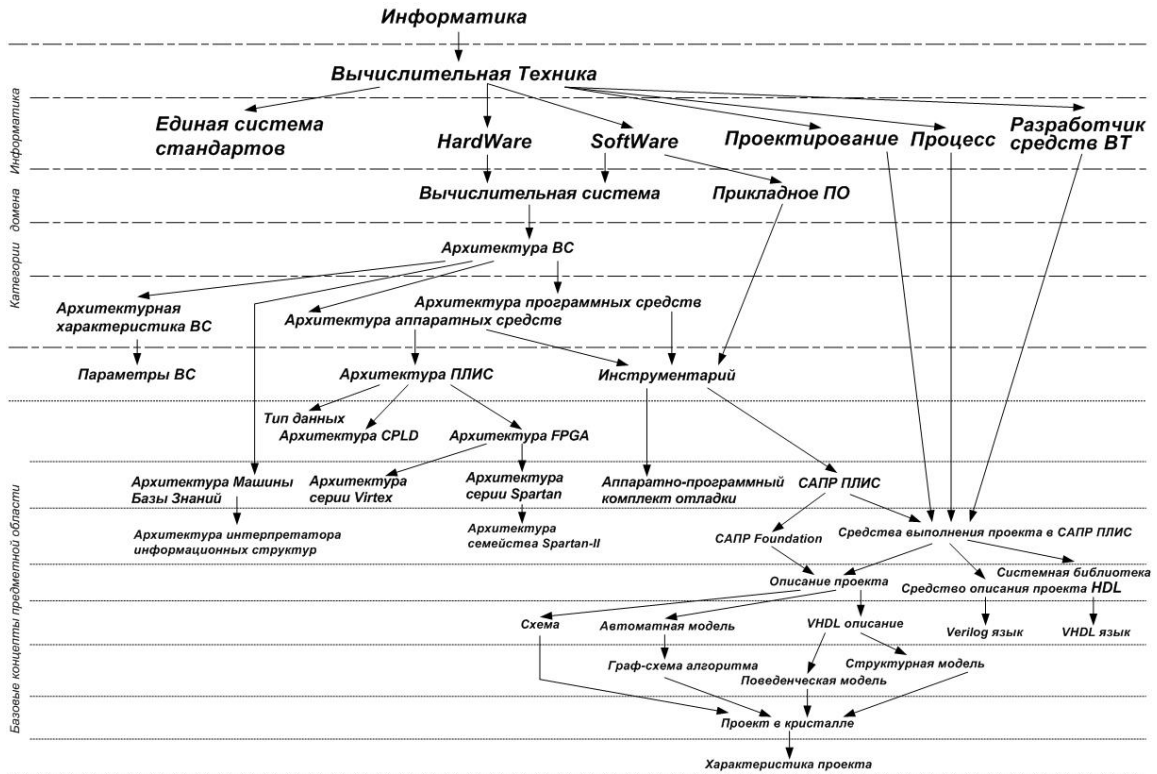 Информатика
Вычислительная Техника
Единая система
стандартов
HardWare
SoftWare
Проектирование
Процесс
Разработчик
средств ВТ
Информатика
Вычислительная система
Прикладное ПО
Категории домена
Архитектура ВС
Архитектурная
характеристика ВС
Архитектура программных средств
Архитектура аппаратных средств
Параметры ВС
Архитектура ПЛИС
Инструментарий
Тип данных
Архитектура CPLD
Архитектура FPGA
Архитектура Машины
Базы Знаний
Архитектура
серии Virtex
Архитектура
серии Spartan
Аппаратно-программный
комплект отладки
САПР ПЛИС
Архитектура интерпретатора
информационных структур
Архитектура
семейства Spartan-II
САПР Foundation
Средства выполнения проекта в САПР ПЛИС
Базовые концепты предметной области
Описание проекта
Системная библиотека
Средство описания проекта HDL
Схема
Автоматная модель
VHDL описание
Verilog язык
VHDL язык
Граф-схема алгоритма
Структурная модель
Поведенческая модель
Проект в кристалле
Характеристика проекта